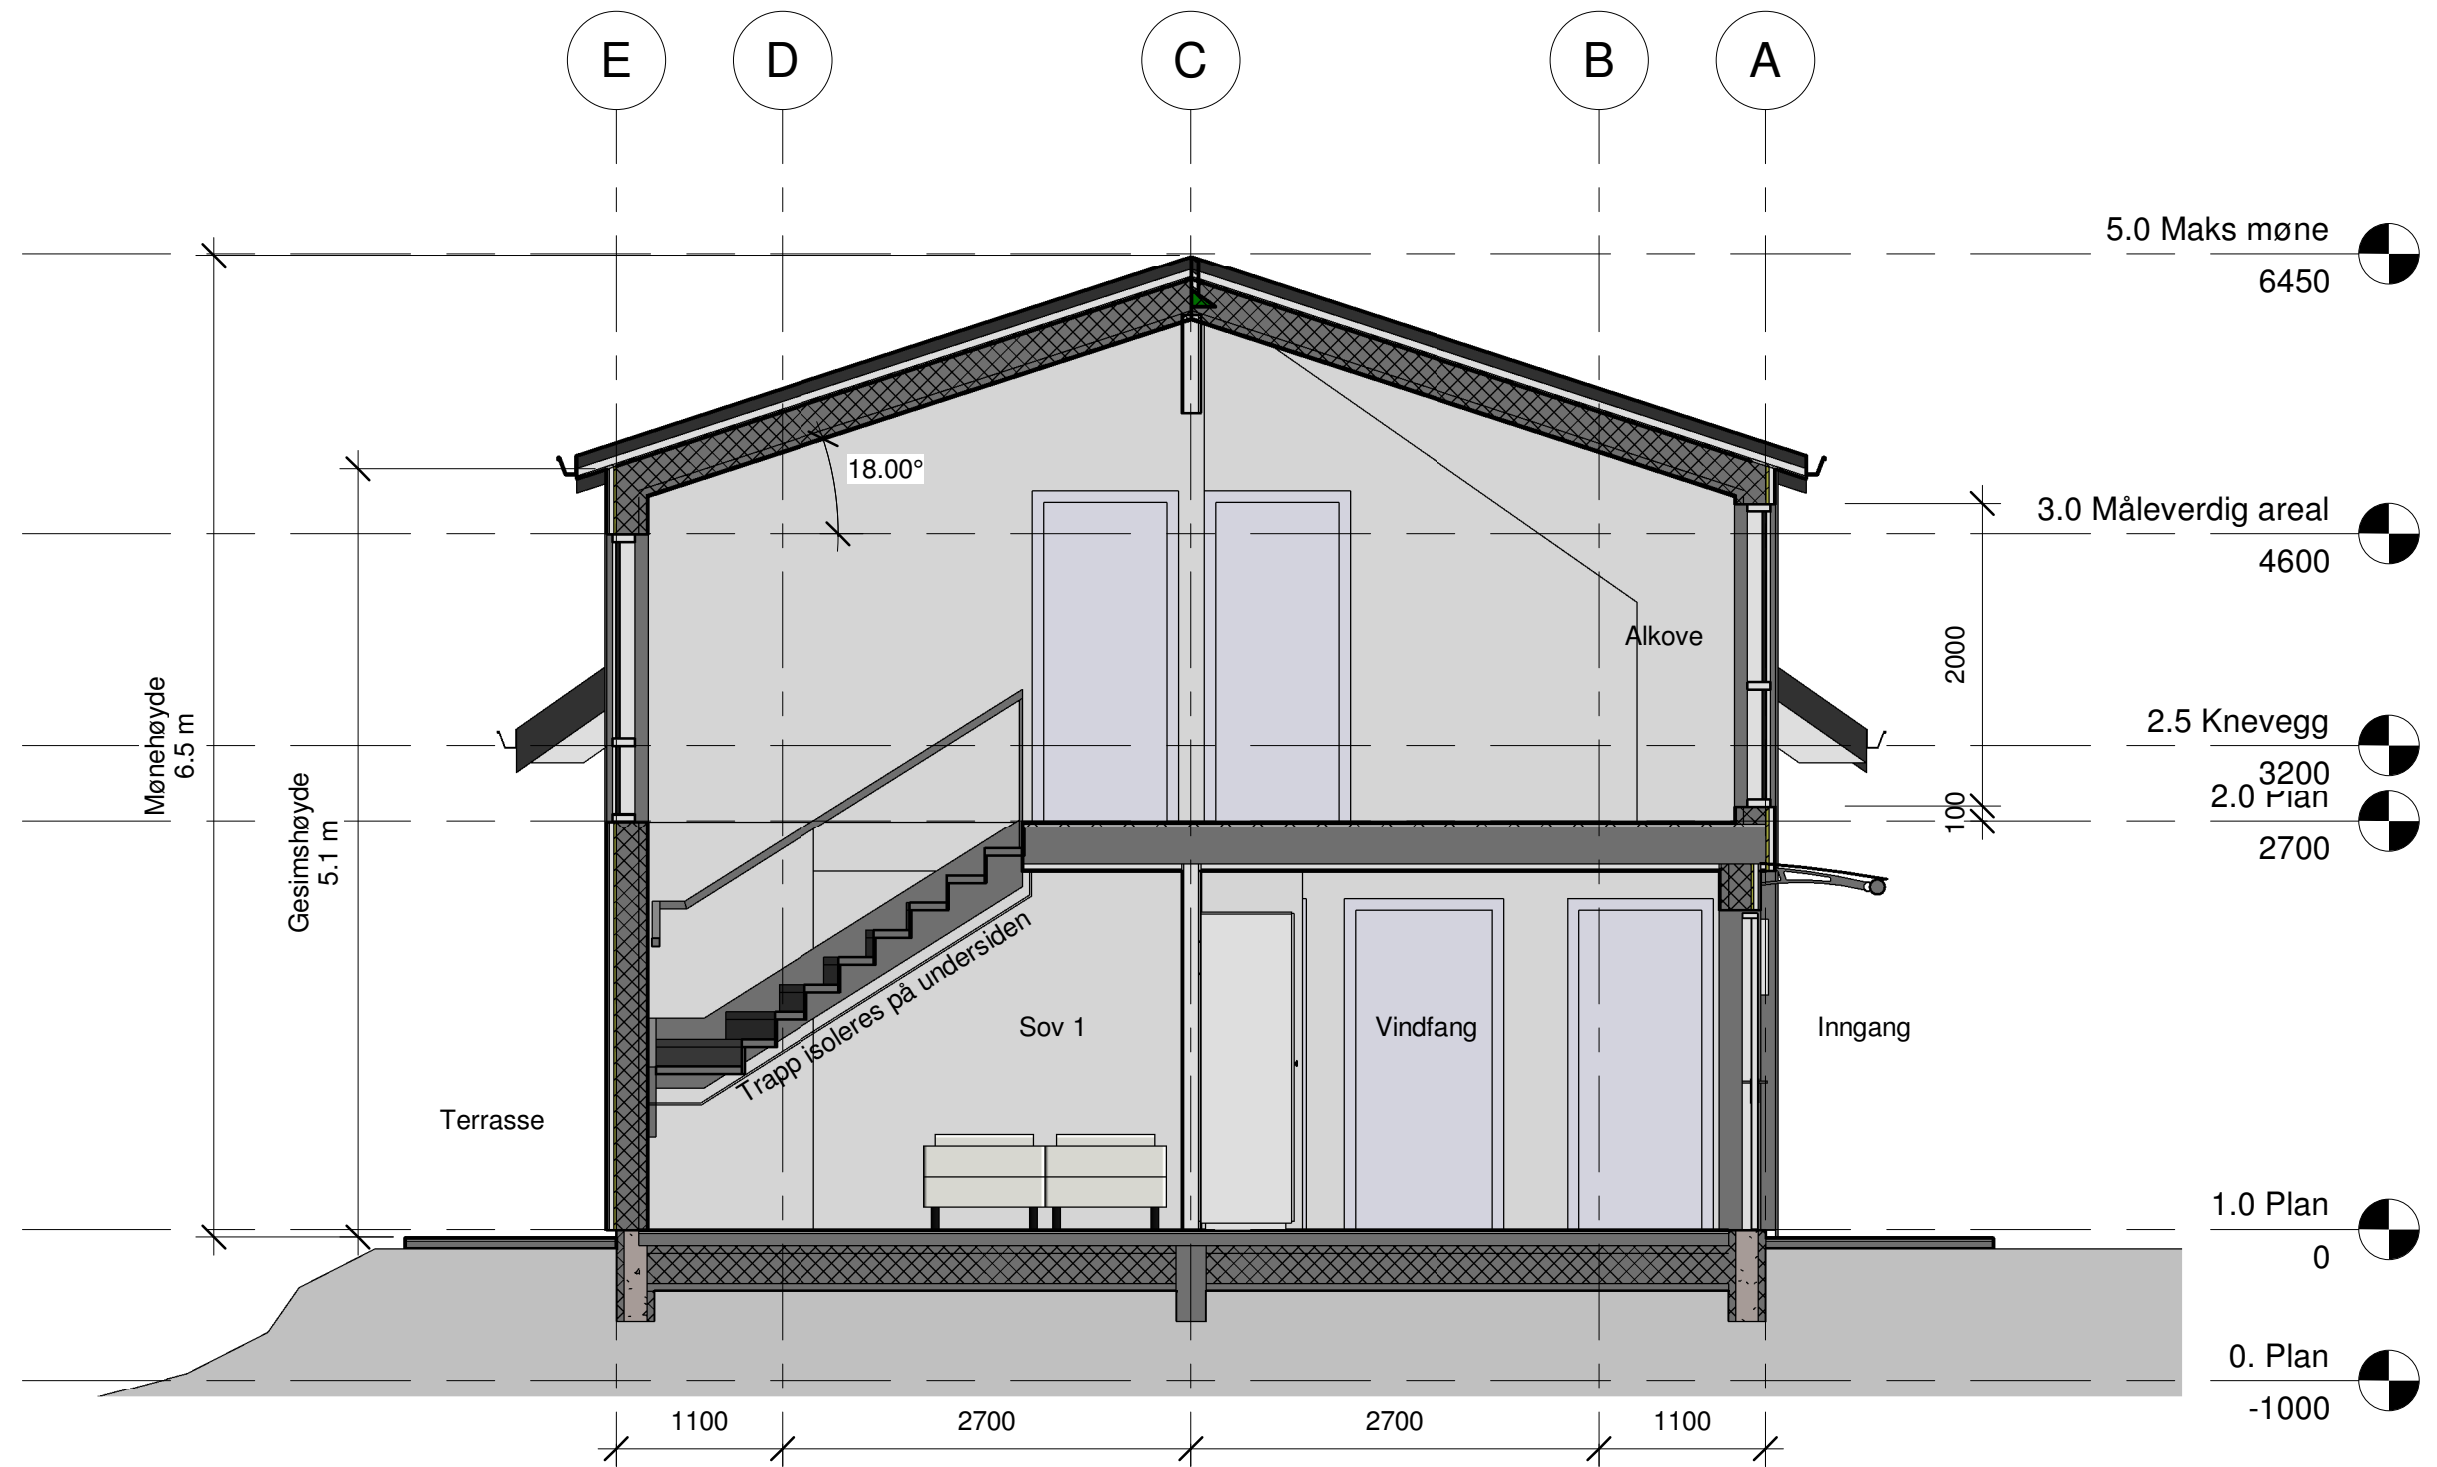 E
D
C
B
A
5.0 Maks møne
6450
18.00°
3.0 Måleverdig areal
4600
Alkove
2000
Mønehøyde
6.5 m
2.5 Knevegg
3200
2.0 Plan
100
2700
Gesimshøyde
5.1 m
Trapp isoleres på undersiden
Sov 1
Vindfang
Inngang
Terrasse
1.0 Plan
0
0. Plan
-1000
1100
2700
2700
1100